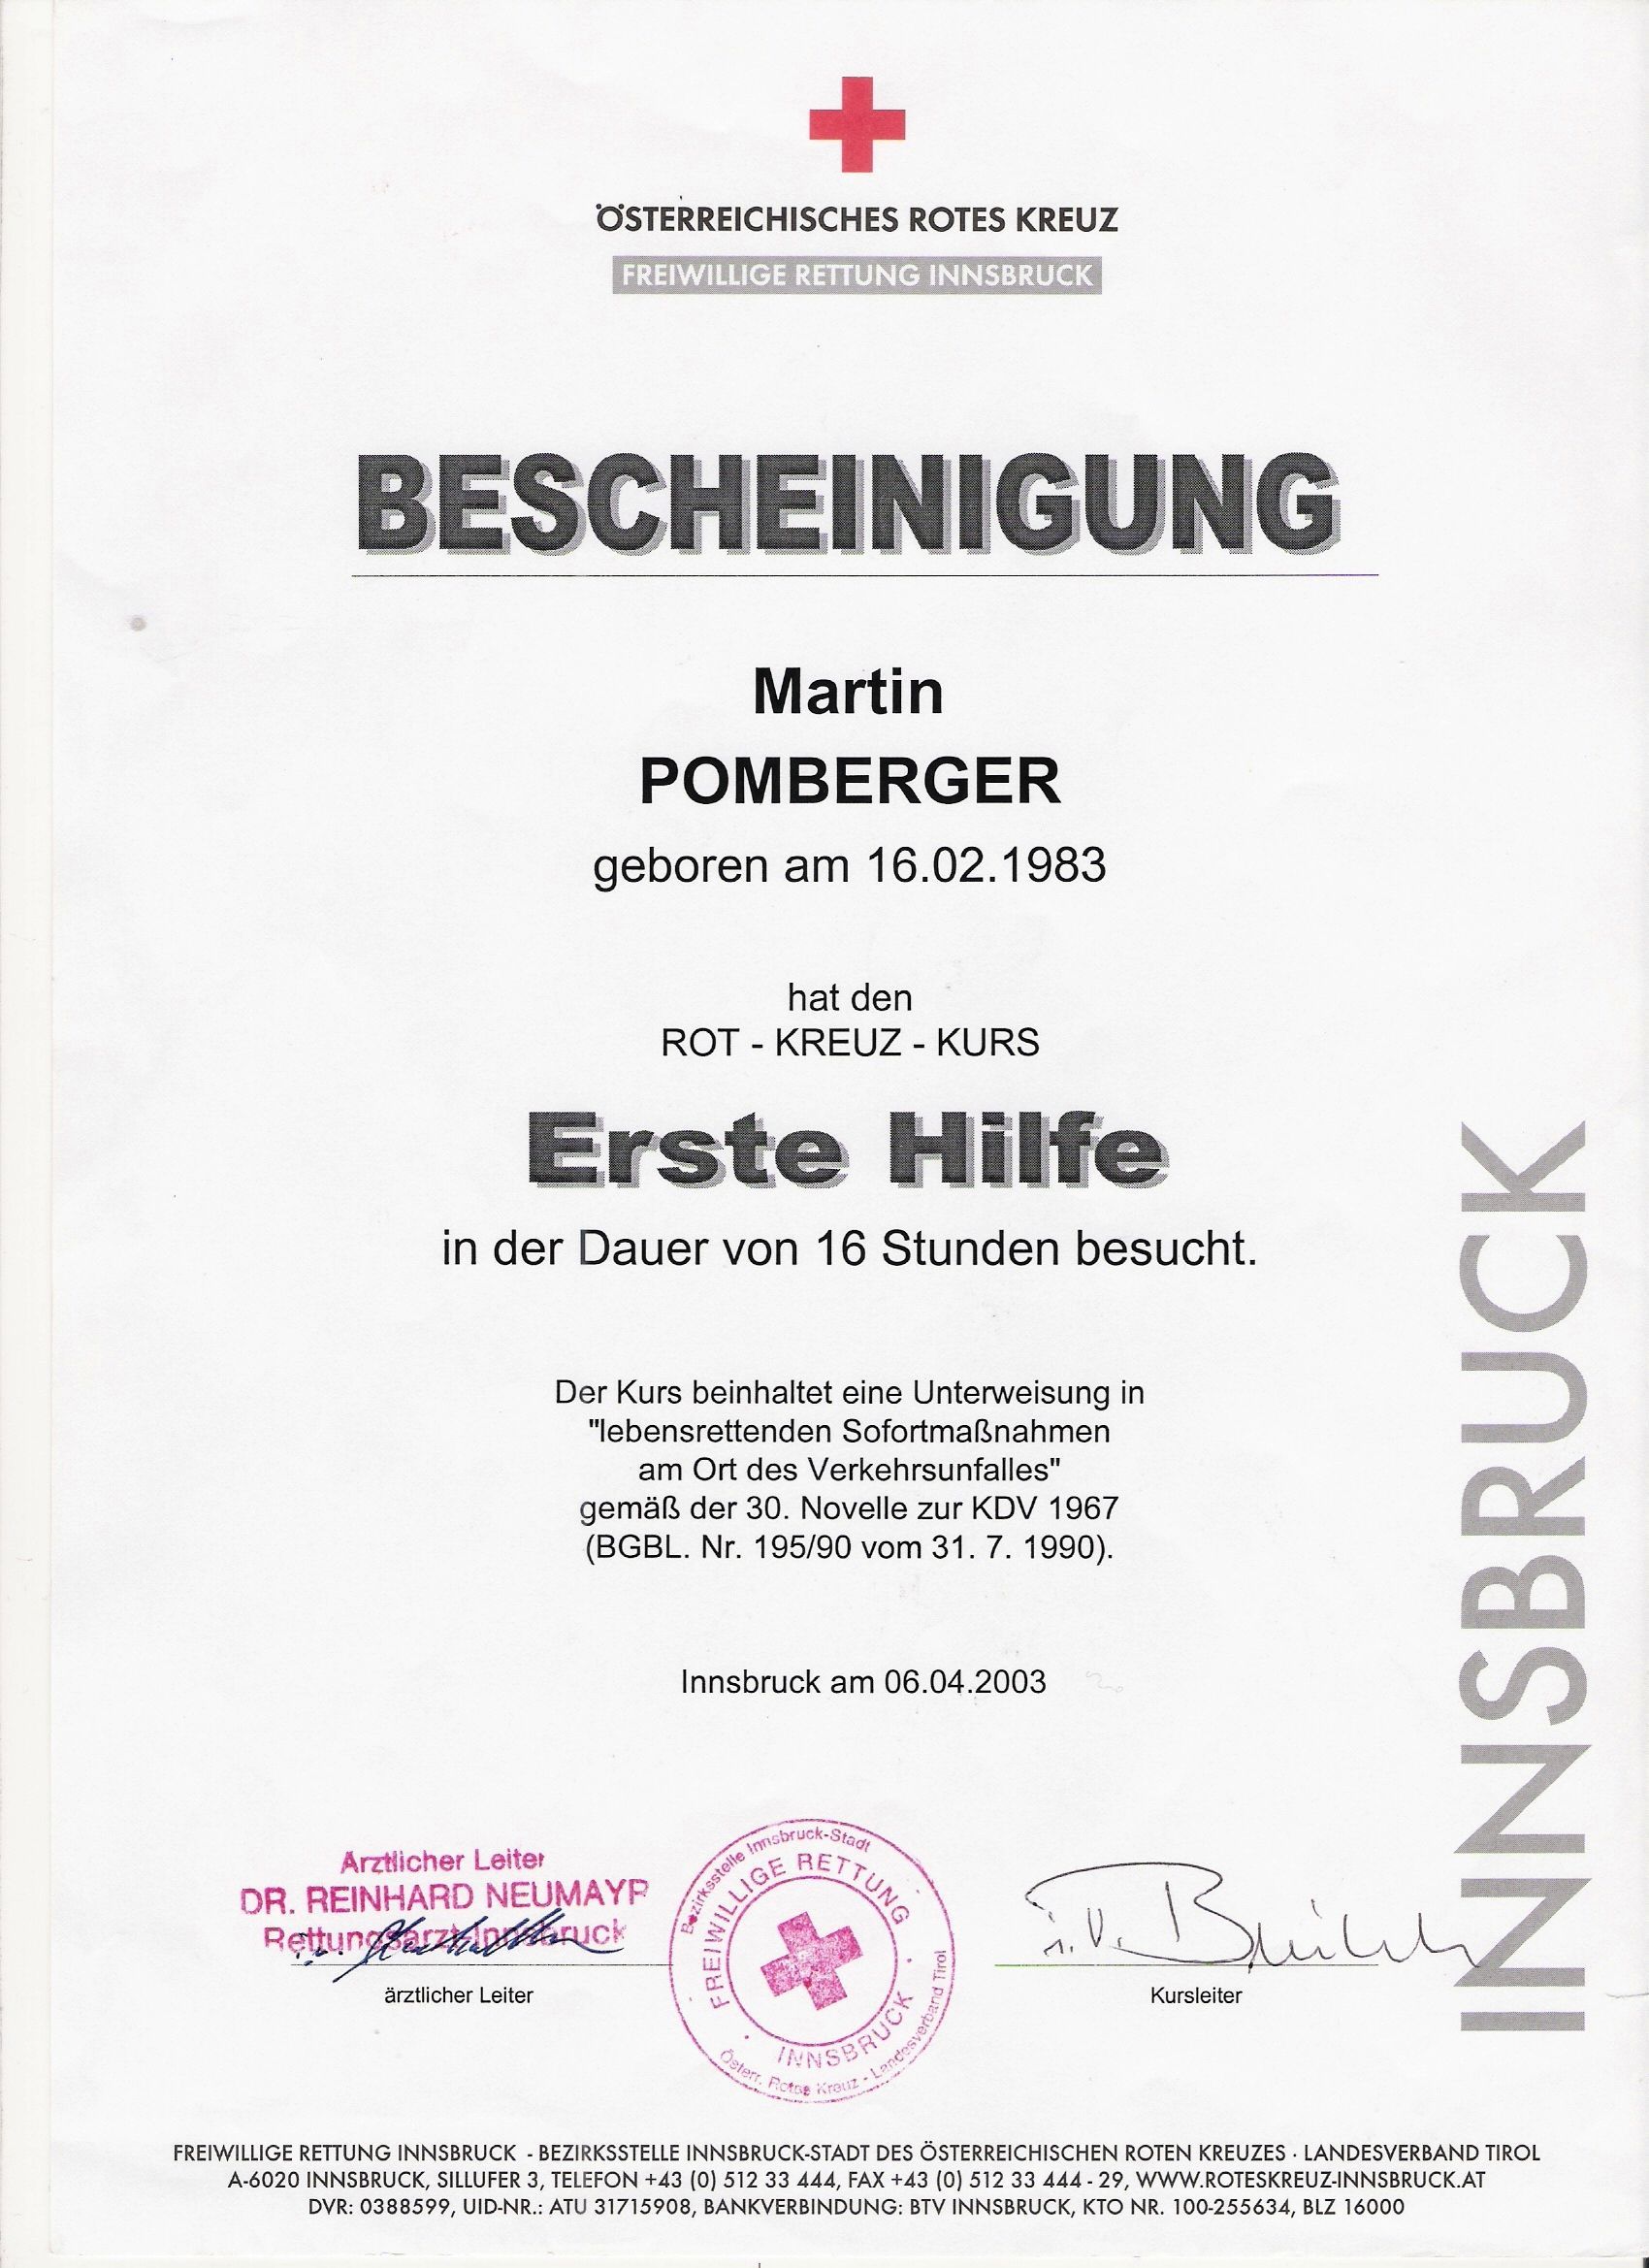 ÖSTERREICHISCHES ROTES KREUZ
FREIWILLIGE RETTUNG INNSBRUCK
BESCHEINIGUNG
Martin
POMBERGER
geboren am 16.02.1983
hat den
ROT - KREUZ - KURS
Erste Hilfe
in der Dauer von 16 Stunden besucht.
Der Kurs beinhaltet eine Unterweisung in
"lebensrettenden Sofortmaßnahmen
am Ort des Verkehrsunfalles"
gemäß der 30. Novelle zur KDV 1967
(BGBL. Nr. 195/90 vom 31. 7. 1990).
Innsbruck am 06.04.2003
INNSBRUCK
Ärztlicher Leiter
DR. REINHARD NEUMAYR
Rettungsarzt Innsbruck
ärztlicher Leiter
Bezirksstelle Innsbruck-Stadt
FREIWILLIGE RETTUNG
INNSBRUCK
Österr. Rotes Kreuz - Landesverband Tirol
i.V.
Kursleiter
FREIWILLIGE RETTUNG INNSBRUCK - BEZIRKSSTELLE INNSBRUCK-STADT DES ÖSTERREICHISCHEN ROTEN KREUZES · LANDESVERBAND TIROL
A-6020 INNSBRUCK, SILLUFER 3, TELEFON +43 (0) 512 33 444, FAX +43 (0) 512 33 444 - 29, WWW.ROTESKREUZ-INNSBRUCK.AT
DVR: 0388599, UID-NR.: ATU 31715908, BANKVERBINDUNG: BTV INNSBRUCK, KTO NR. 100-255634, BLZ 16000